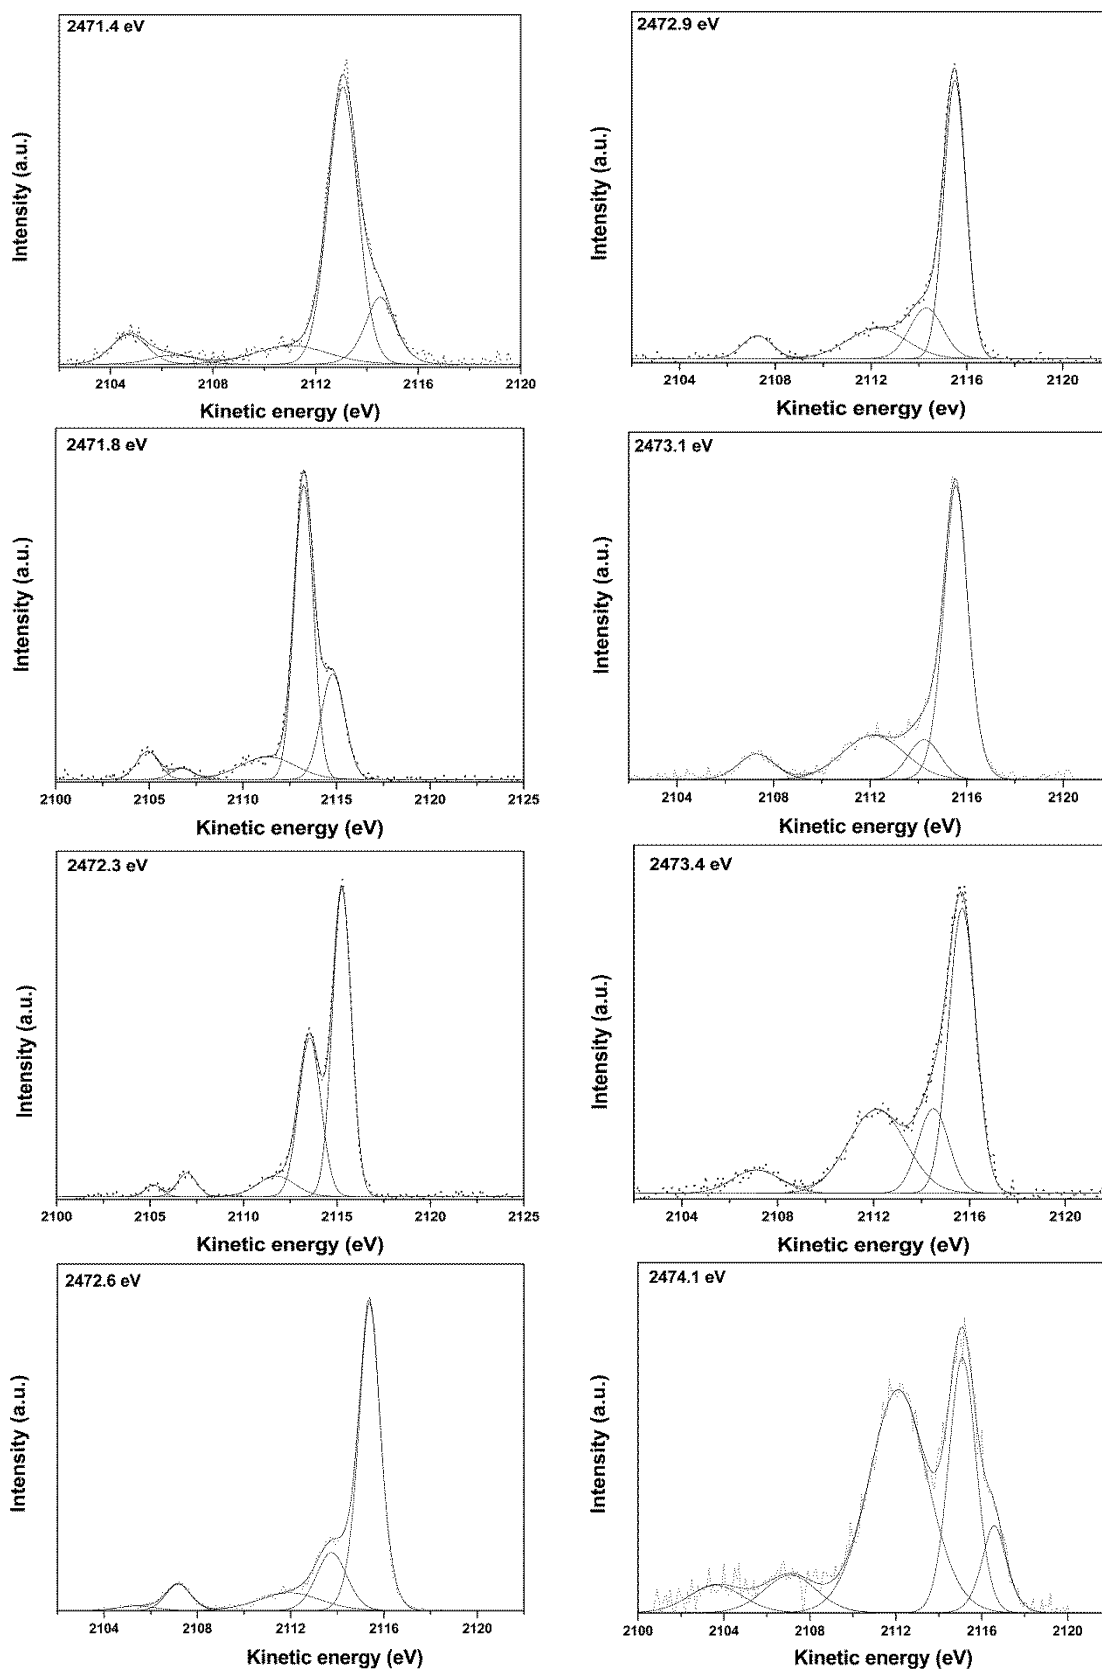 2471.4 eV
Intensity (a.u.)
2104 2108 2112 2116 2120
Kinetic energy (eV)
2472.9 eV
Intensity (a.u.)
2104 2108 2112 2116 2120
Kinetic energy (ev)
2471.8 eV
Intensity (a.u.)
2100 2105 2110 2115 2120 2125
Kinetic energy (eV)
2473.1 eV
Intensity (a.u.)
2104 2108 2112 2116 2120
Kinetic energy (eV)
2472.3 eV
Intensity (a.u.)
2100 2105 2110 2115 2120 2125
Kinetic energy (eV)
2473.4 eV
Intensity (a.u.)
2104 2108 2112 2116 2120
Kinetic energy (eV)
2472.6 eV
Intensity (a.u.)
2104 2108 2112 2116 2120
Kinetic energy (eV)
2474.1 eV
Intensity (a.u.)
2100 2104 2108 2112 2116 2120
Kinetic energy (eV)